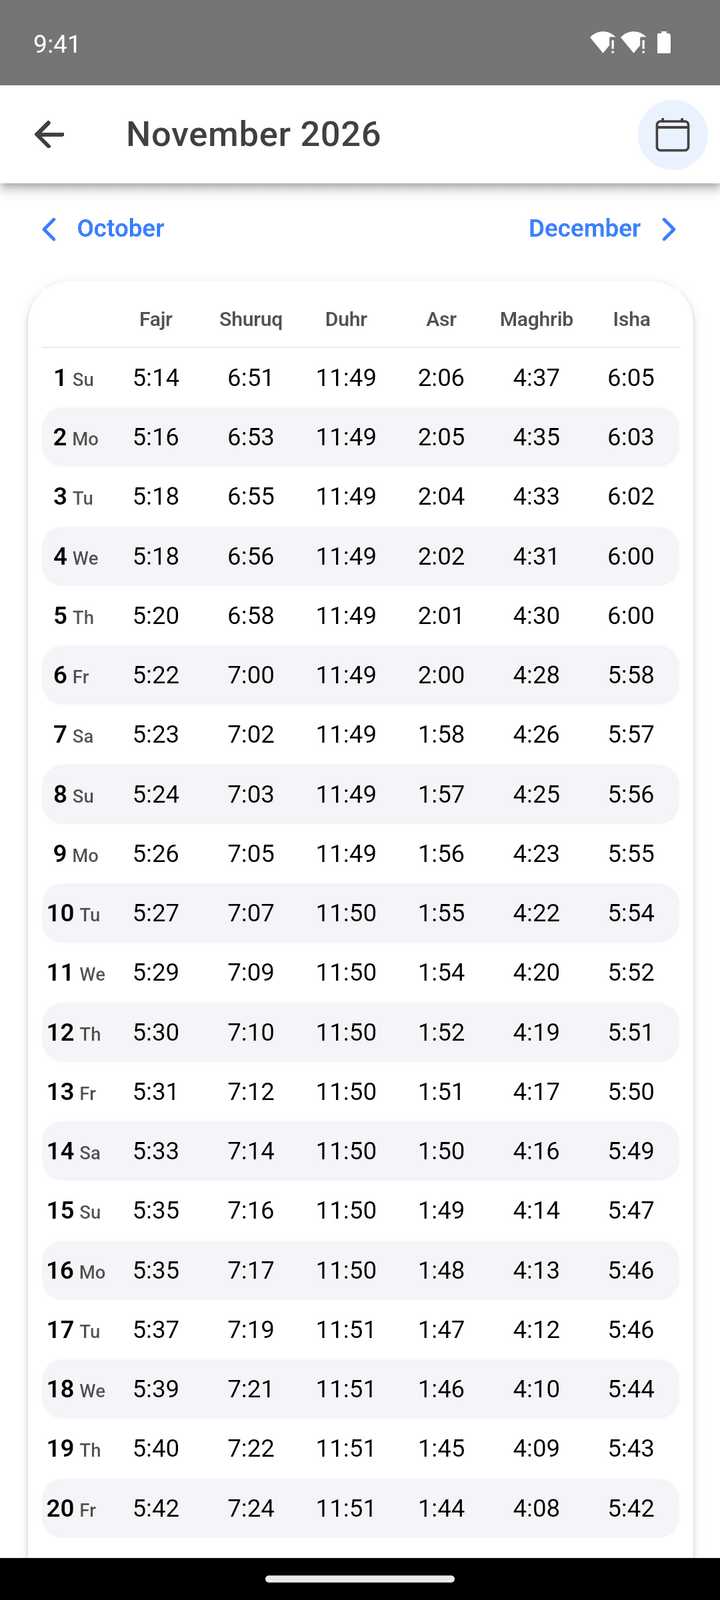 9:41
November 2026
October December
Fajr Shuruq Duhr Asr Maghrib Isha
1 Su 5:14 6:51 11:49 2:06 4:37 6:05
2 Mo 5:16 6:53 11:49 2:05 4:35 6:03
3 Tu 5:18 6:55 11:49 2:04 4:33 6:02
4 We 5:18 6:56 11:49 2:02 4:31 6:00
5 Th 5:20 6:58 11:49 2:01 4:30 6:00
6 Fr 5:22 7:00 11:49 2:00 4:28 5:58
7 Sa 5:23 7:02 11:49 1:58 4:26 5:57
8 Su 5:24 7:03 11:49 1:57 4:25 5:56
9 Mo 5:26 7:05 11:49 1:56 4:23 5:55
10 Tu 5:27 7:07 11:50 1:55 4:22 5:54
11 We 5:29 7:09 11:50 1:54 4:20 5:52
12 Th 5:30 7:10 11:50 1:52 4:19 5:51
13 Fr 5:31 7:12 11:50 1:51 4:17 5:50
14 Sa 5:33 7:14 11:50 1:50 4:16 5:49
15 Su 5:35 7:16 11:50 1:49 4:14 5:47
16 Mo 5:35 7:17 11:50 1:48 4:13 5:46
17 Tu 5:37 7:19 11:51 1:47 4:12 5:46
18 We 5:39 7:21 11:51 1:46 4:10 5:44
19 Th 5:40 7:22 11:51 1:45 4:09 5:43
20 Fr 5:42 7:24 11:51 1:44 4:08 5:42